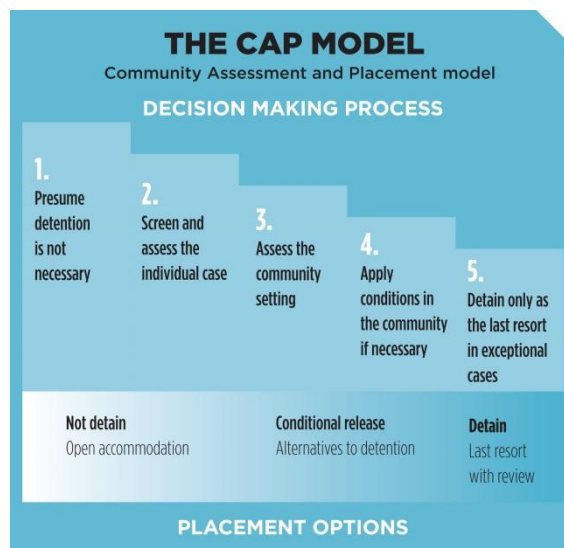 THE CAP MODEL
Community Assessment and Placement model
DECISION MAKING PROCESS
1.
Presume
detention
is not
necessary
2.
Screen and
assess the
individual case
3.
Assess the
community
setting
4.
Apply
conditions in
the community
if necessary
5.
Detain only as
the last resort
in exceptional
cases
Not detain
Open accommodation
Conditional release
Alternatives to detention
Detain
Last resort
with review
PLACEMENT OPTIONS